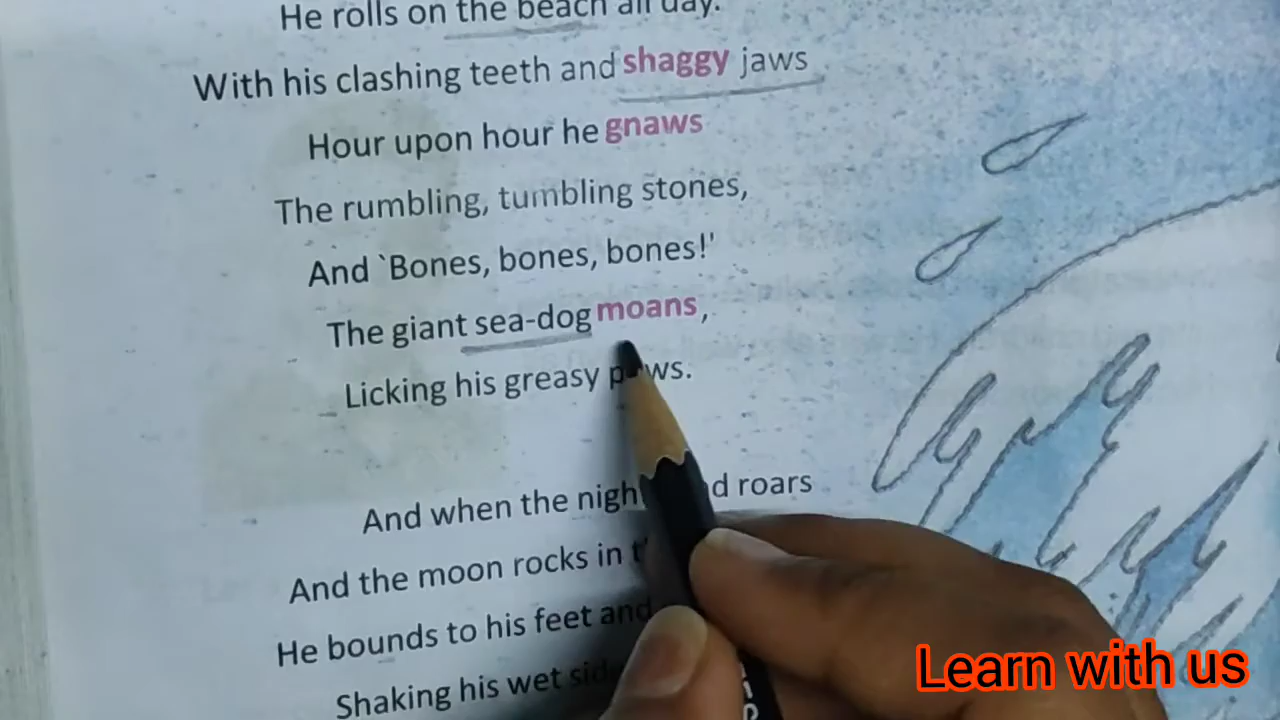 He rolls on the beach all day.
With his clashing teeth and shaggy jaws
Hour upon hour he gnaws
The rumbling, tumbling stones,
And `Bones, bones, bones!'
The giant sea-dog moans,
Licking his greasy paws.
And when the night roars
And the moon rocks in
He bounds to his feet and
Shaking his wet
Learn with us